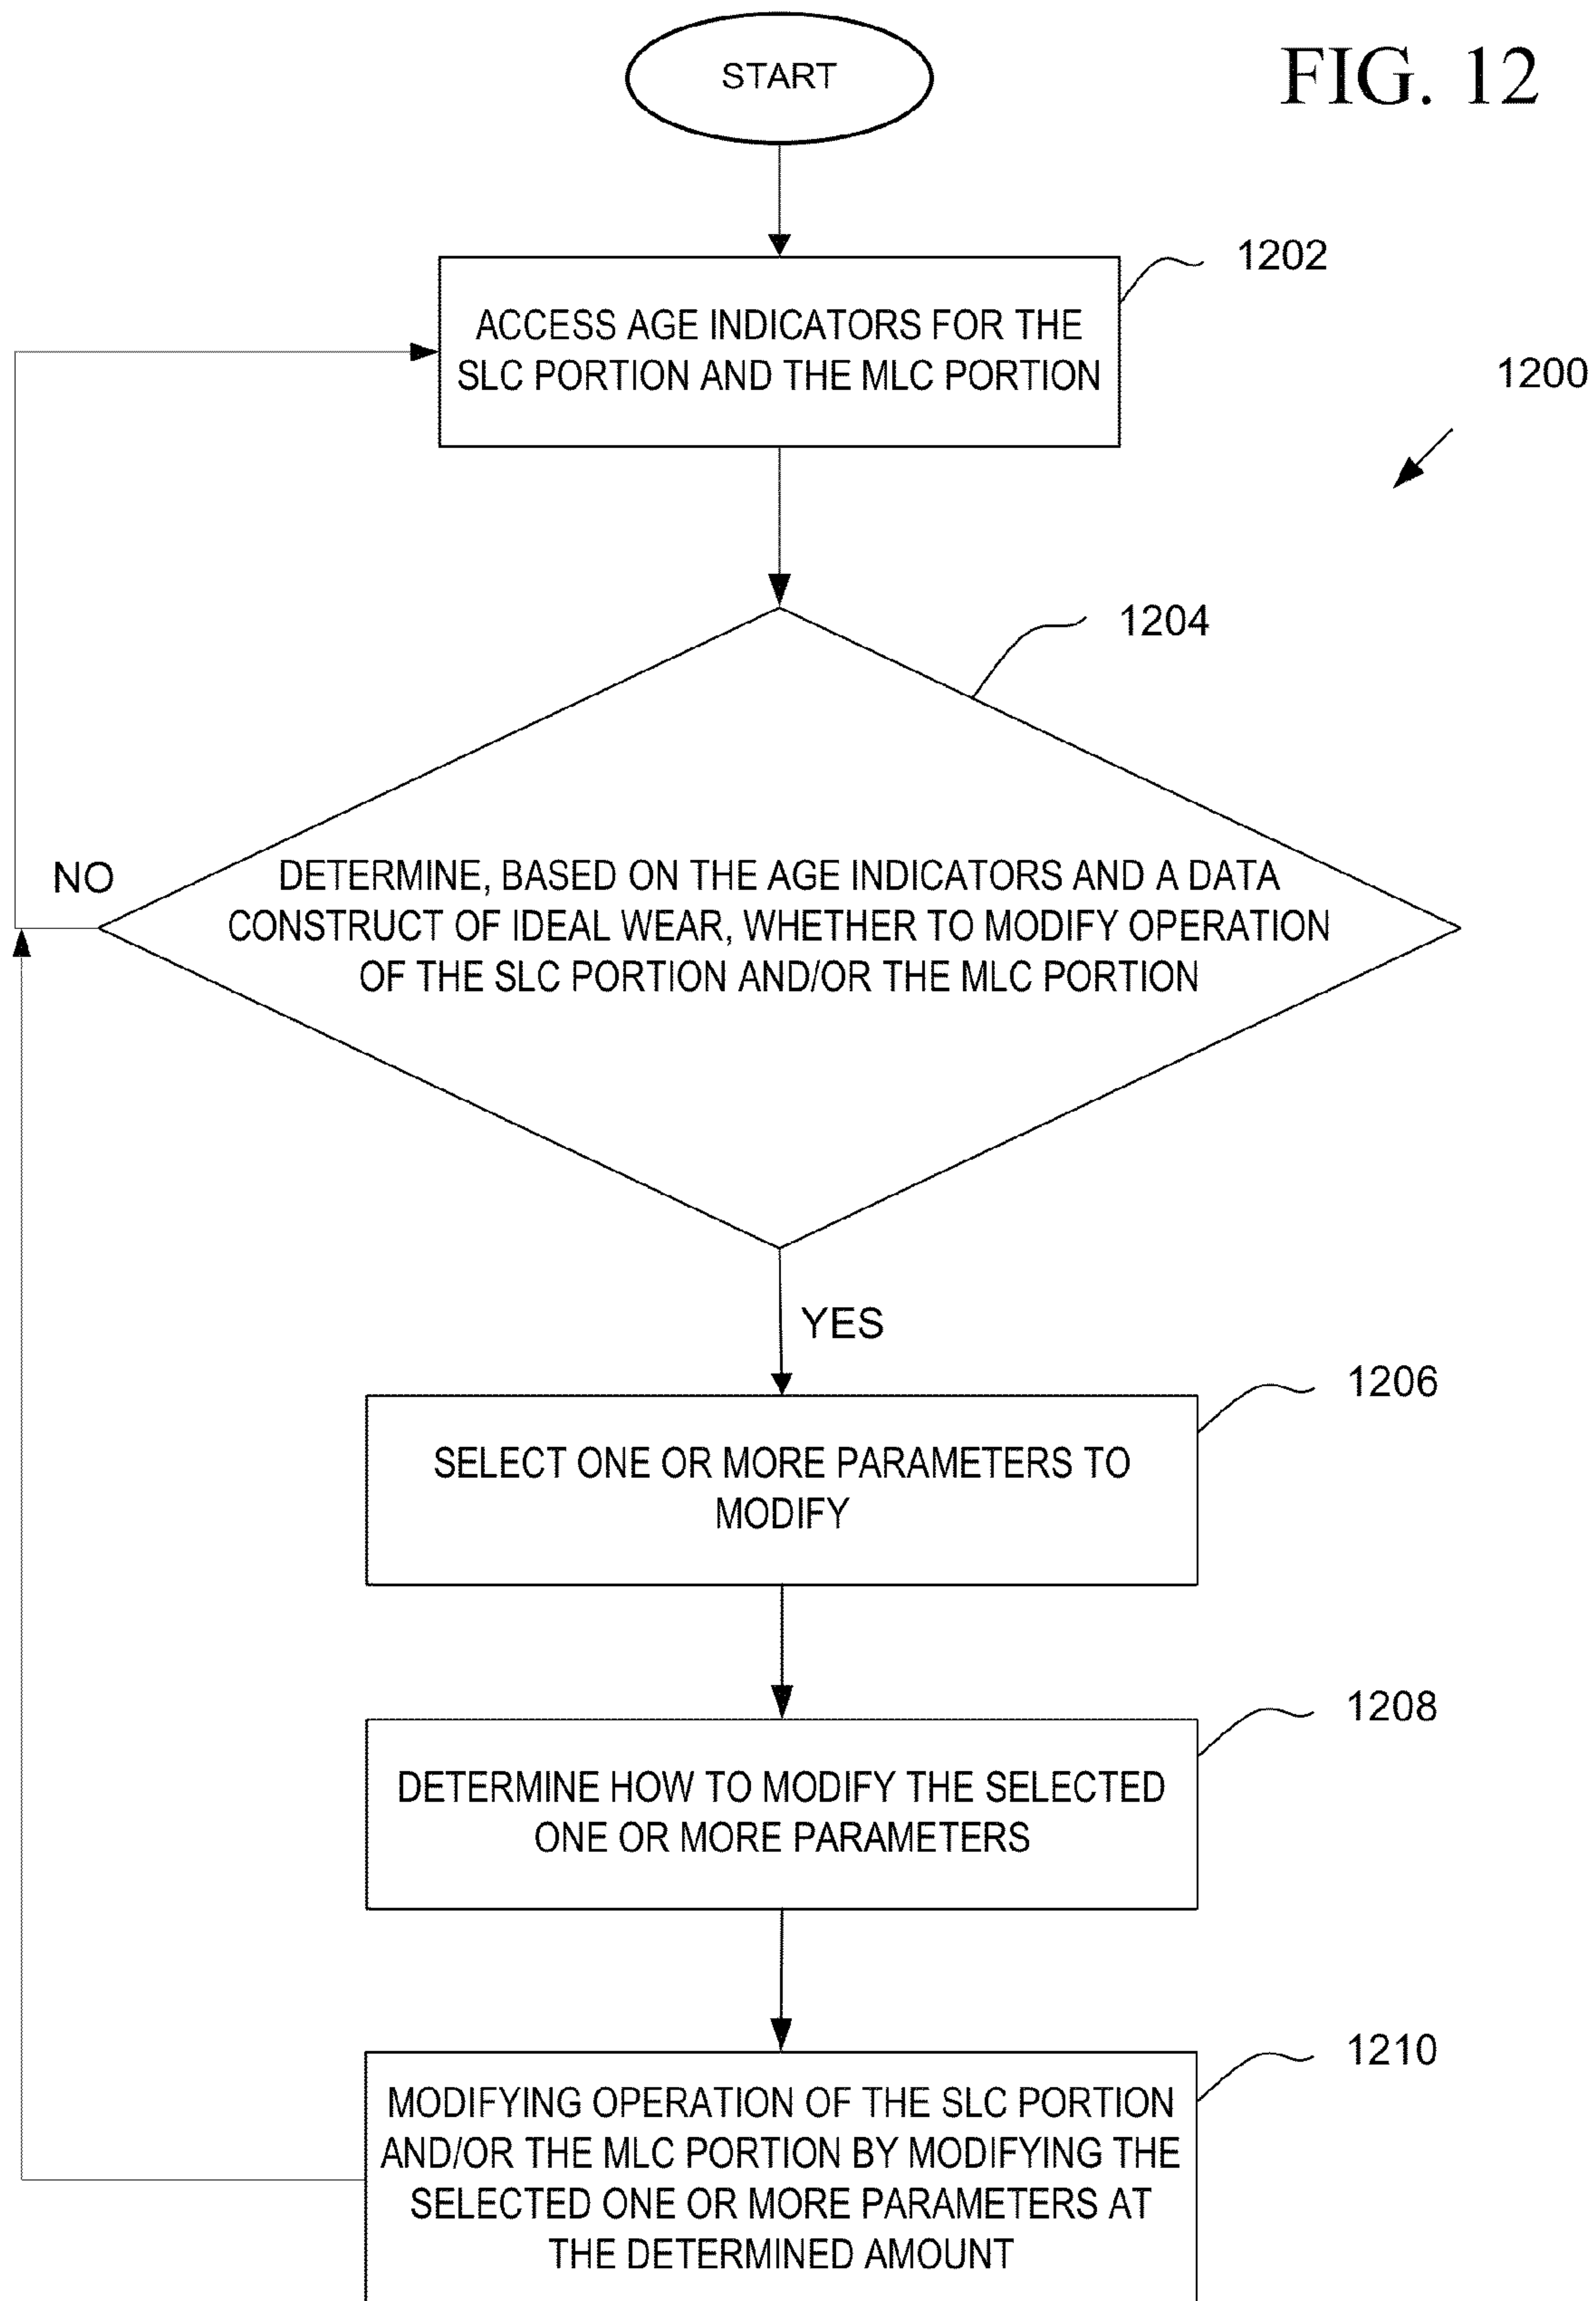 START
FIG. 12
1202
ACCESS AGE INDICATORS FOR THE
SLC PORTION AND THE MLC PORTION
1200
1204
NO
DETERMINE, BASED ON THE AGE INDICATORS AND A DATA
CONSTRUCT OF IDEAL WEAR, WHETHER TO MODIFY OPERATION
OF THE SLC PORTION AND/OR THE MLC PORTION
YES
1206
SELECT ONE OR MORE PARAMETERS TO
MODIFY
1208
DETERMINE HOW TO MODIFY THE SELECTED
ONE OR MORE PARAMETERS
1210
MODIFYING OPERATION OF THE SLC PORTION
AND/OR THE MLC PORTION BY MODIFYING THE
SELECTED ONE OR MORE PARAMETERS AT
THE DETERMINED AMOUNT